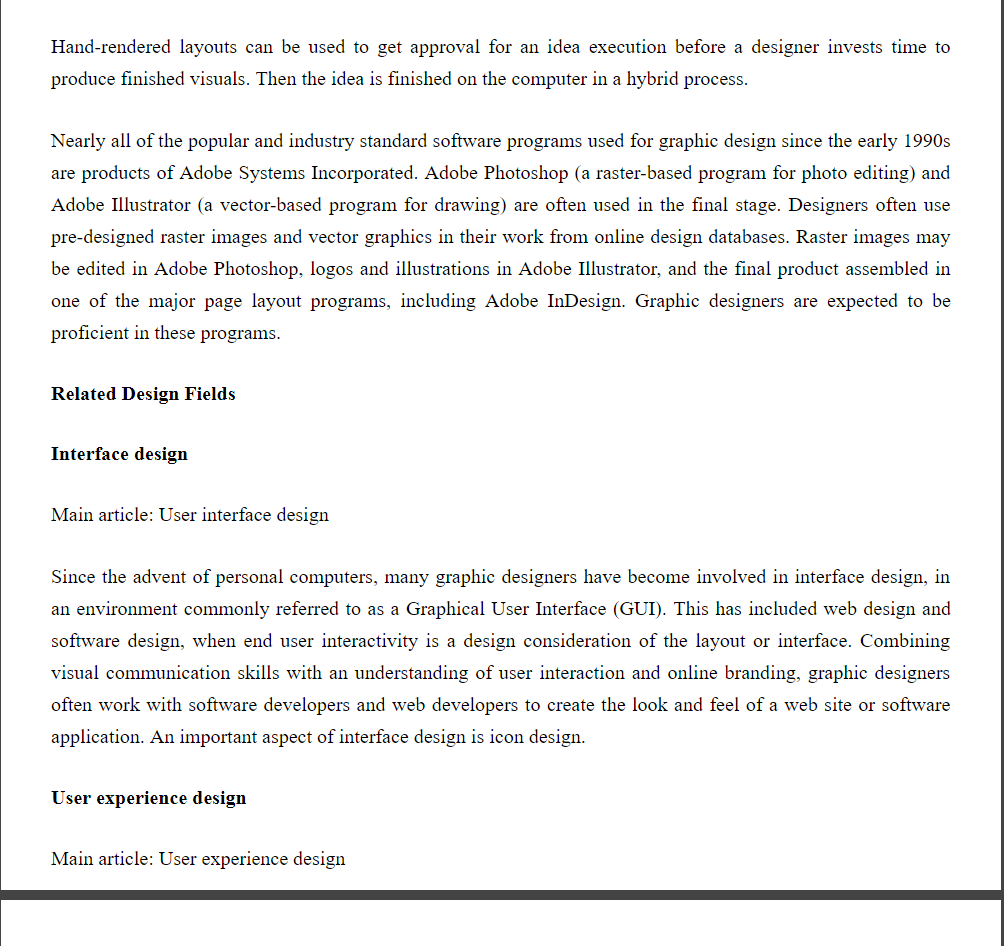 Hand-rendered layouts can be used to get approval for an idea execution before a designer invests time to
produce finished visuals. Then the idea is finished on the computer in a hybrid process.
Nearly all of the popular and industry standard software programs used for graphic design since the early 1990s
are products of Adobe Systems Incorporated. Adobe Photoshop (a raster-based program for photo editing) and
Adobe Illustrator (a vector-based program for drawing) are often used in the final stage. Designers often use
pre-designed raster images and vector graphics in their work from online design databases. Raster images may
be edited in Adobe Photoshop, logos and illustrations in Adobe Illustrator, and the final product assembled in
one of the major page layout programs, including Adobe InDesign. Graphic designers are expected to be
proficient in these programs.
Related Design Fields
Interface design
Main article: User interface design
Since the advent of personal computers, many graphic designers have become involved in interface design, in
an environment commonly referred to as a Graphical User Interface (GUI). This has included web design and
software design, when end user interactivity is a design consideration of the layout or interface. Combining
visual communication skills with an understanding of user interaction and online branding, graphic designers
often work with software developers and web developers to create the look and feel of a web site or software
application. An important aspect of interface design is icon design.
User experience design
Main article: User experience design